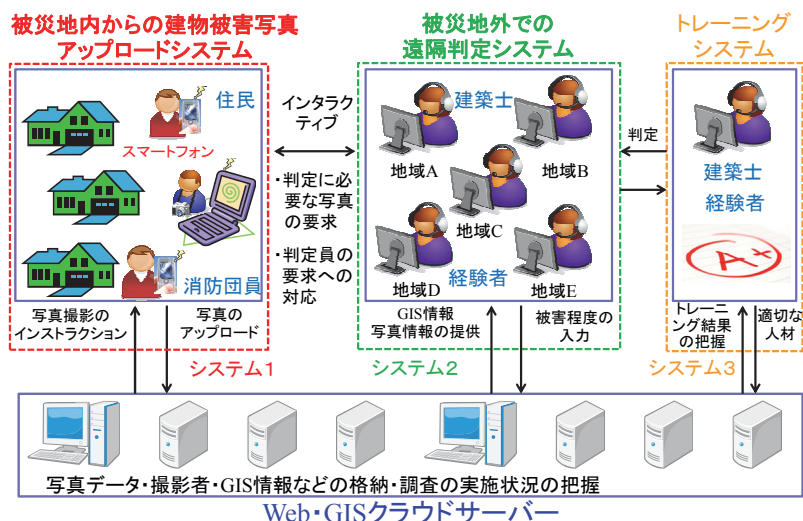 被災地内からの建物被害写真
アップロードシステム
被災地外での
遠隔判定システム
トレーニング
システム
住民
スマートフォン
消防団員
インタラク
ティブ
・判定に必
要な写真
の要求
・判定員の
要求への
対応
建築士
地域A
地域B
地域C
地域D
経験者
地域E
判定
建築士
経験者
A+
写真撮影の
インストラクション
写真の
アップロード
GIS情報
写真情報の提供
被害程度の
入力
トレーニ
ング結果
の把握
適切な
人材
システム1
システム2
システム3
写真データ・撮影者・GIS情報などの格納・調査の実施状況の把握
Web・GISクラウドサーバー